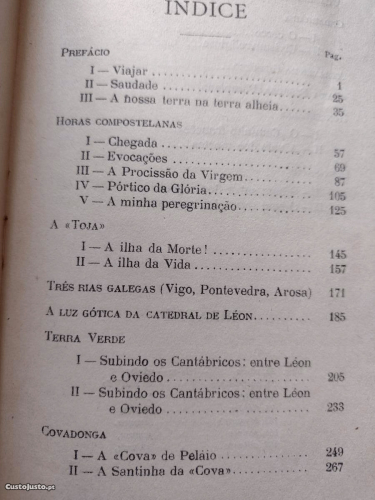 ÍNDICE
Pág.
PREFÁCIO
I — Viajar ........ 1
II — Saudade ........ 25
III — A nossa terra na terra alheia ........ 35
HORAS COMPOSTELANAS
I — Chegada ........ 57
II — Evocações ........ 69
III — A Procissão da Virgem ........ 87
IV — Pórtico da Glória ........ 105
V — A minha peregrinação ........ 125
A «TOJA»
I — A ilha da Morte! ........ 145
II — A ilha da Vida ........ 157
TRÊS RIAS GALEGAS (Vigo, Pontevedra, Arosa) 171
A LUZ GÓTICA DA CATEDRAL DE LÉON ........ 185
TERRA VERDE
I — Subindo os Cantábricos: entre Léon
e Oviedo ........ 205
II — Subindo os Cantábricos: entre Léon
e Oviedo ........ 233
COVADONGA
I — A «Cova» de Pelaio ........ 249
II — A Santinha da «Cova» ........ 267
CustoJusto.pt